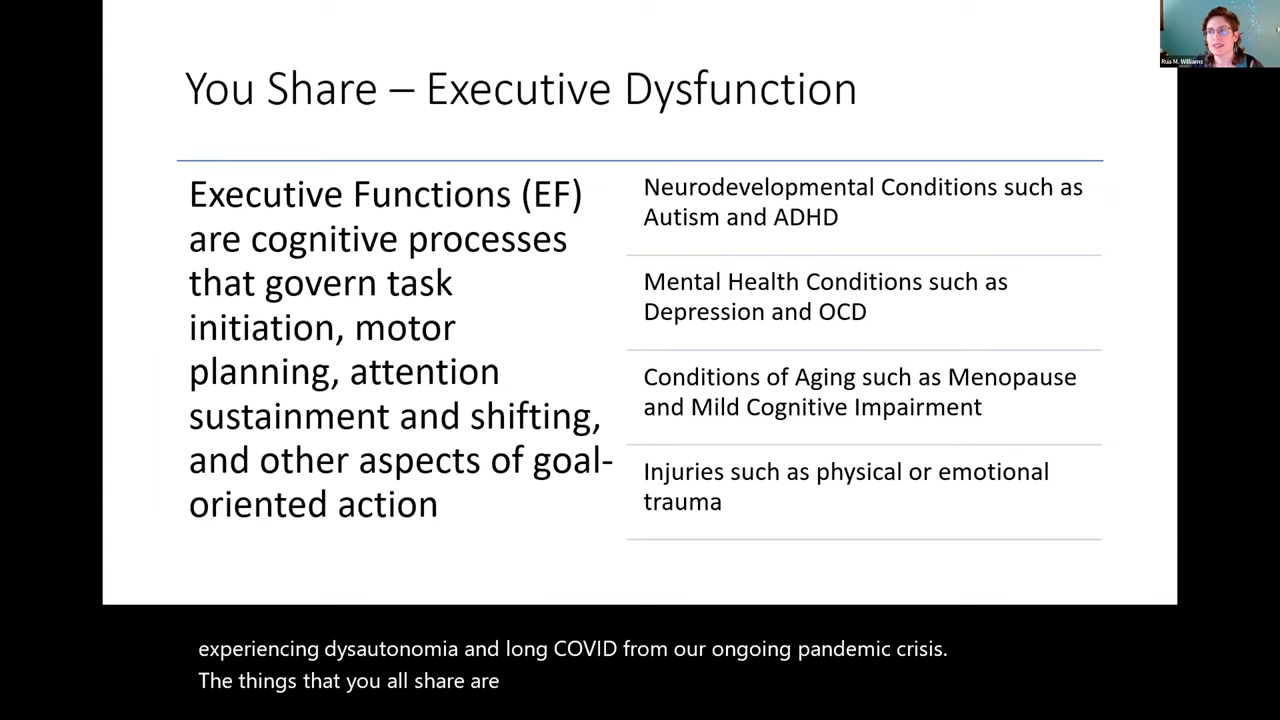 Rua M. Williams
You Share – Executive Dysfunction
Executive Functions (EF)
are cognitive processes
that govern task
initiation, motor
planning, attention
sustainment and shifting,
and other aspects of goal-
oriented action
Neurodevelopmental Conditions such as
Autism and ADHD
Mental Health Conditions such as
Depression and OCD
Conditions of Aging such as Menopause
and Mild Cognitive Impairment
Injuries such as physical or emotional
trauma
experiencing dysautonomia and long COVID from our ongoing pandemic crisis.
The things that you all share are